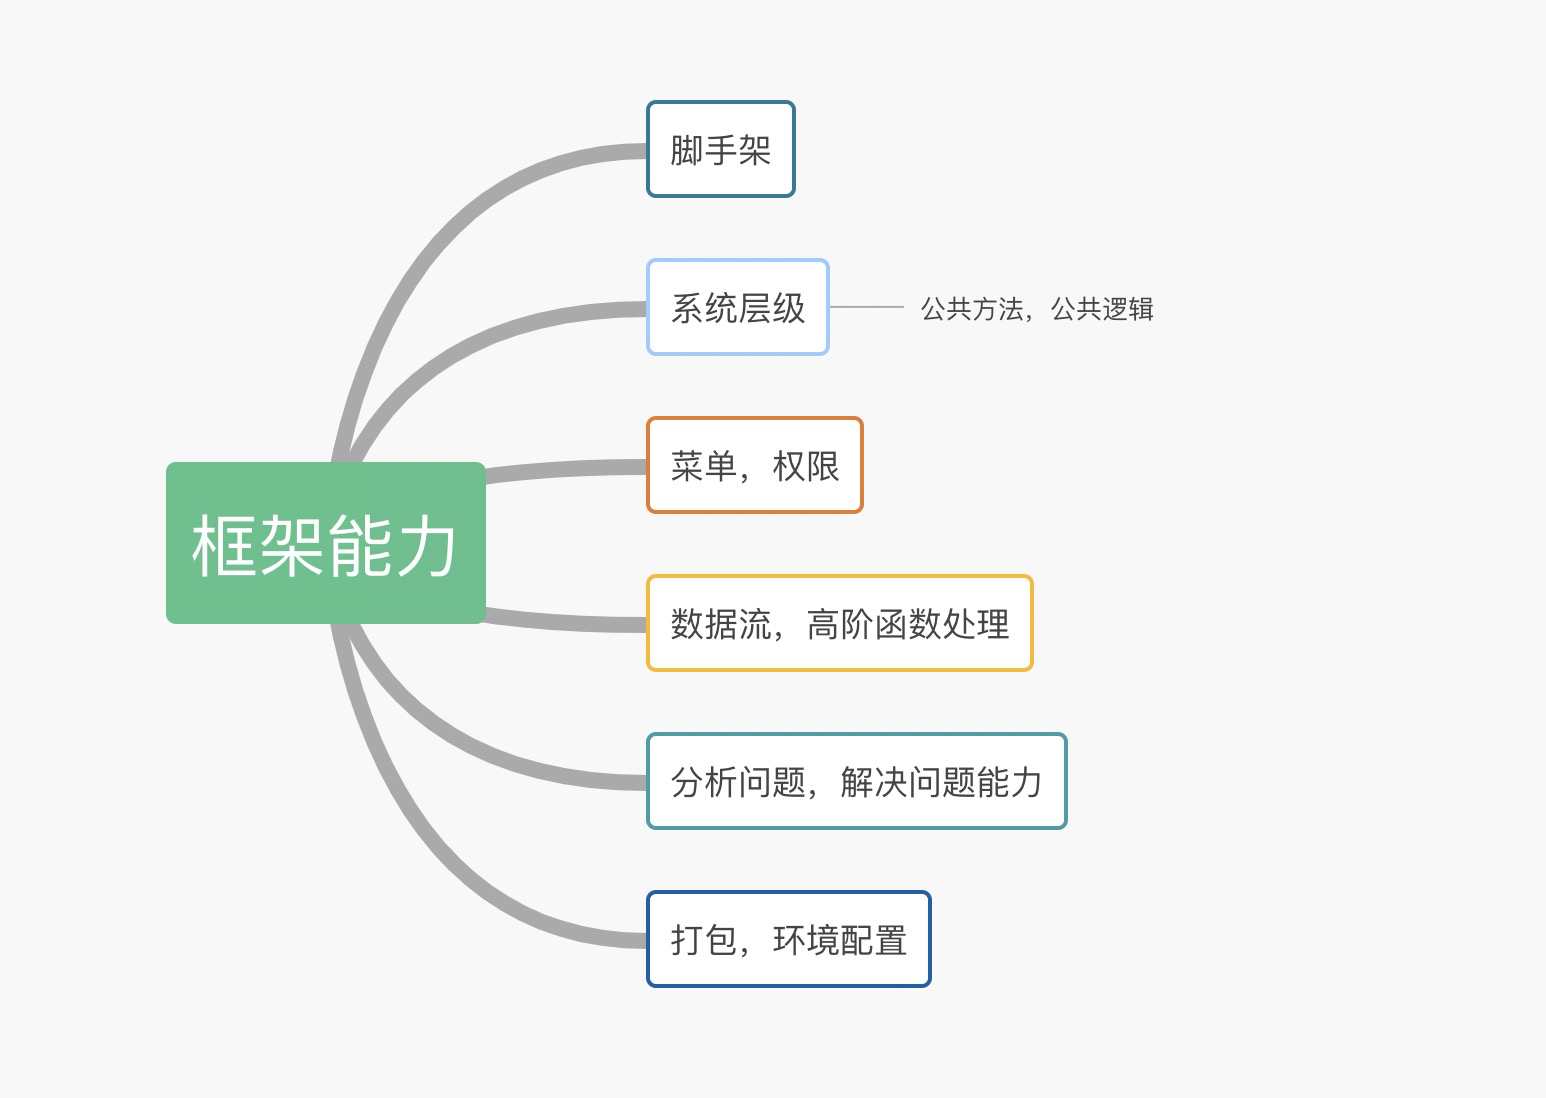 脚手架
系统层级
公共方法，公共逻辑
菜单，权限
框架能力
数据流，高阶函数处理
分析问题，解决问题能力
打包，环境配置